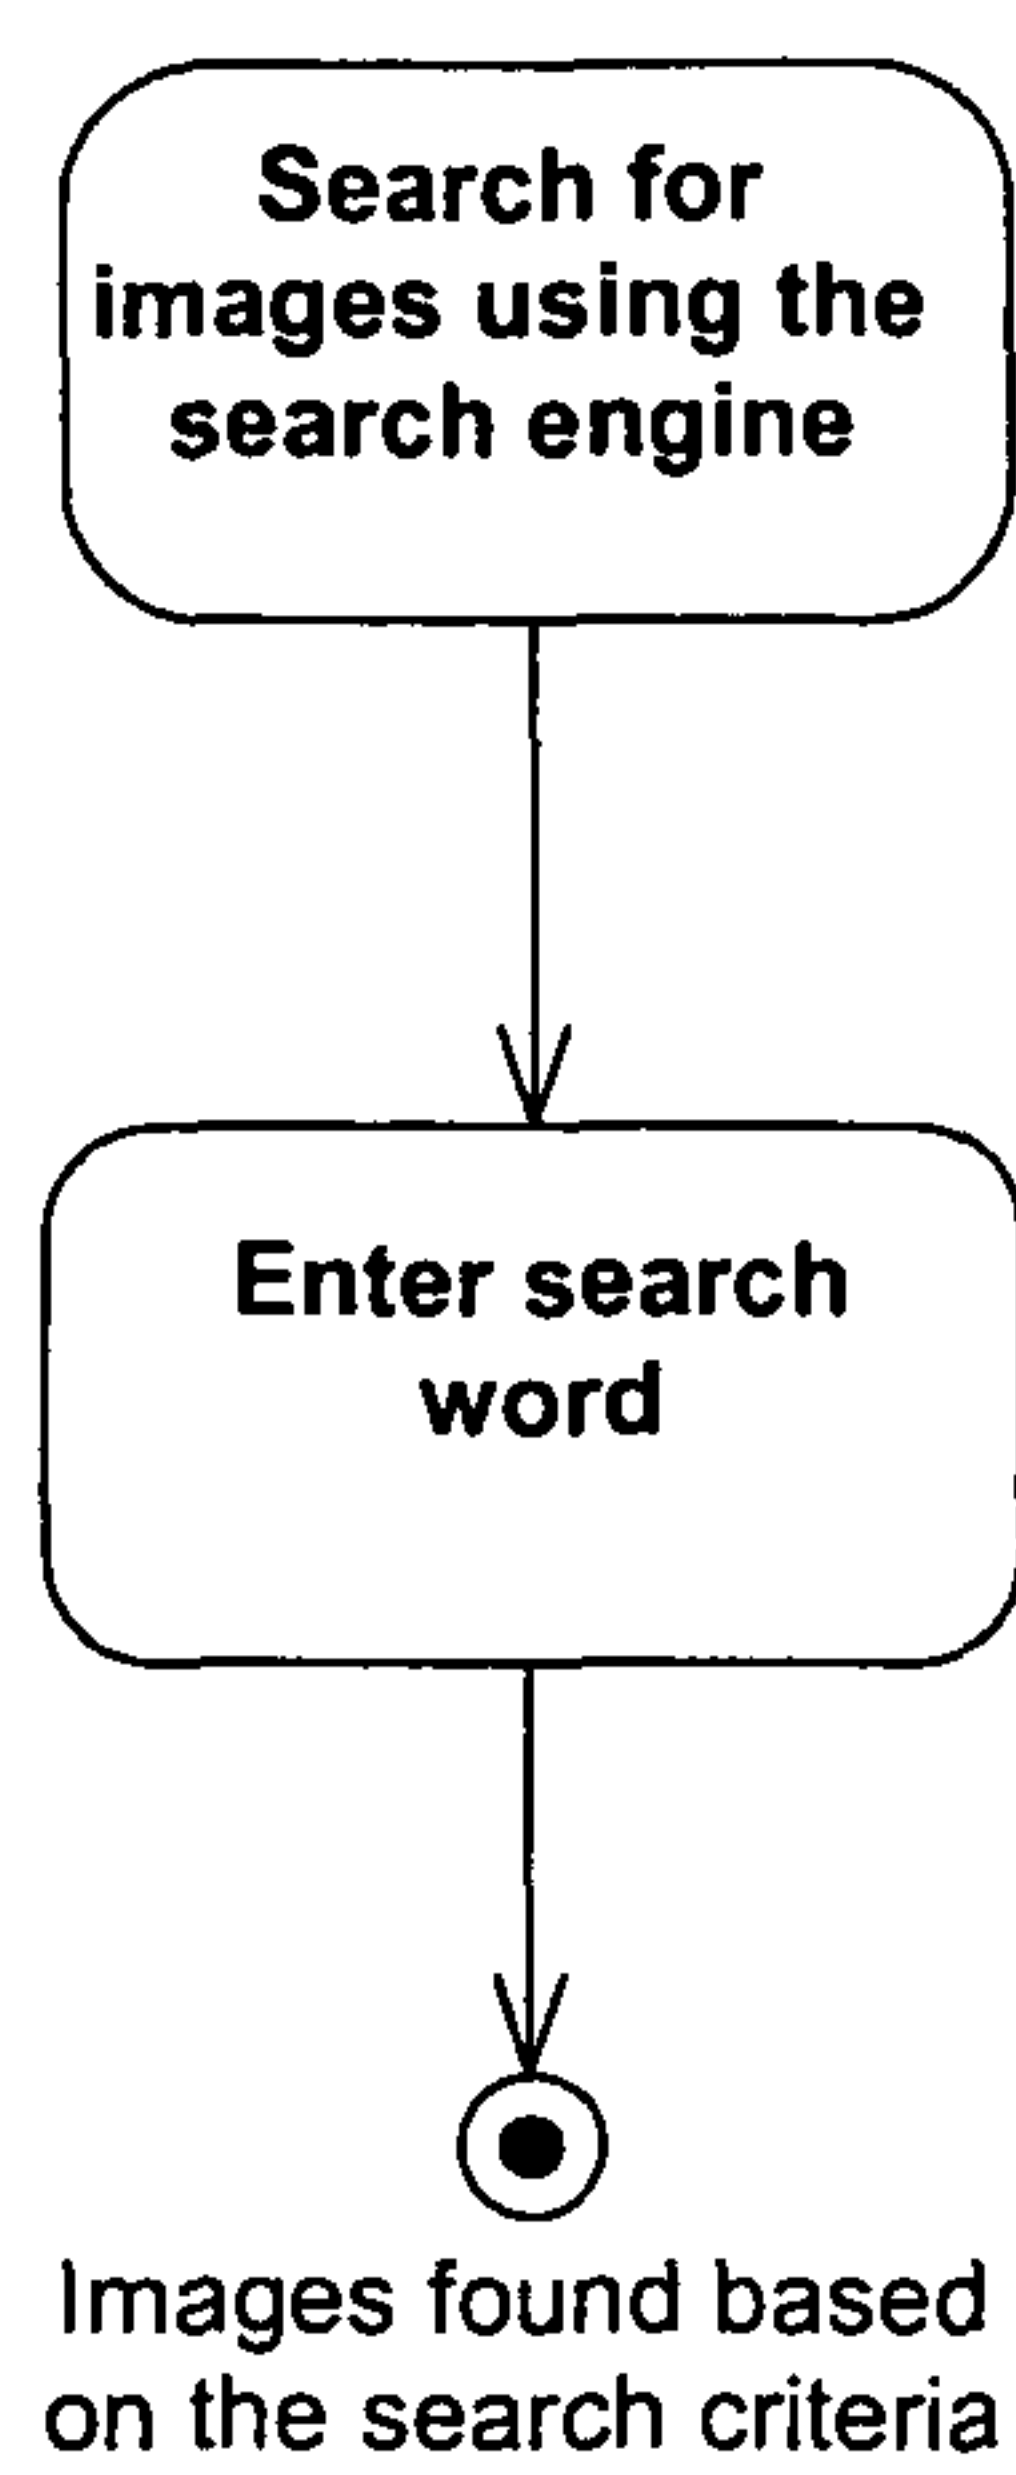 Search for
images using the
search engine
Enter search
word
Images found based
on the search criteria